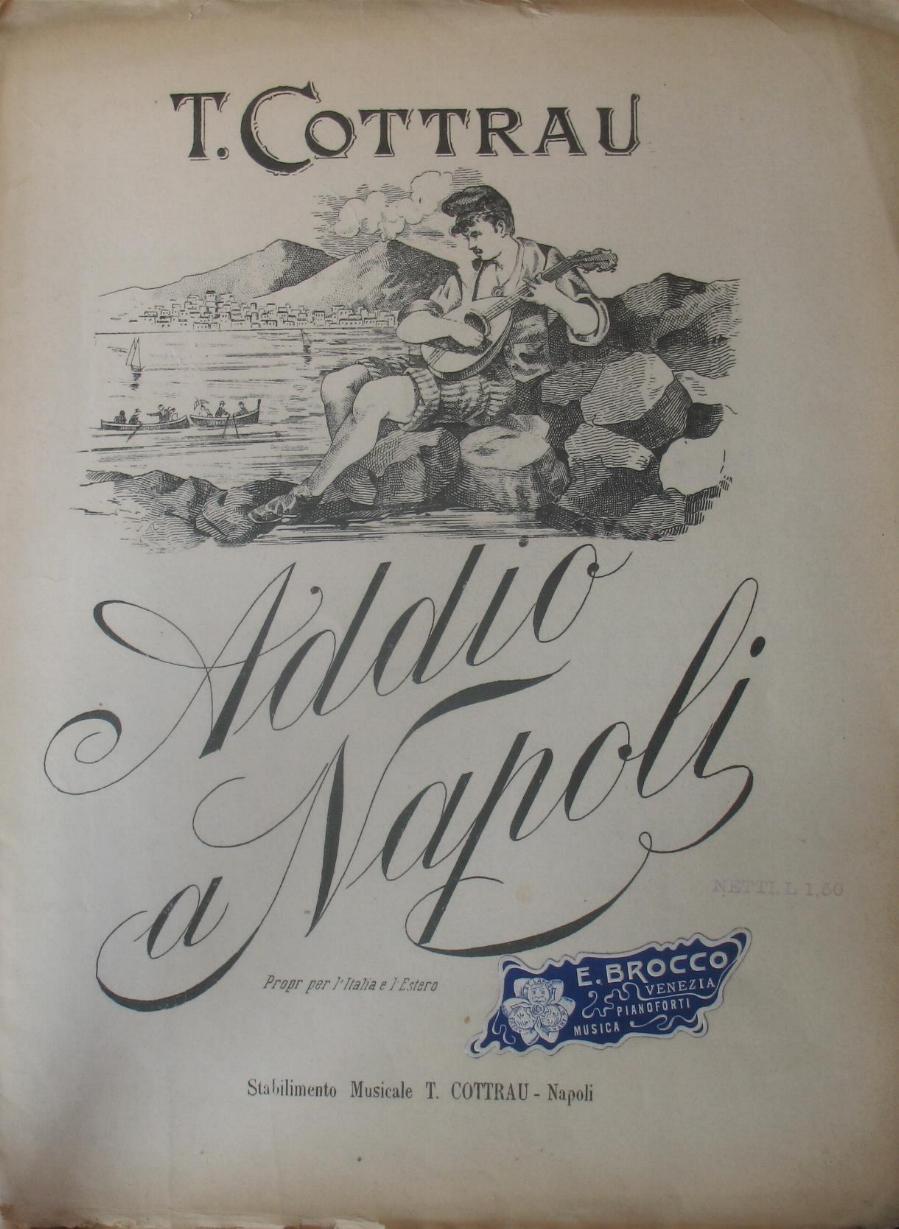 T. COTTRAU
Addio
a Napoli
NETTI. L 1,50
Propr per l'Italia e l'Estero
E. BROCCO
VENEZIA
PIANOFORTI
MUSICA
Stabilimento Musicale T. COTTRAU - Napoli